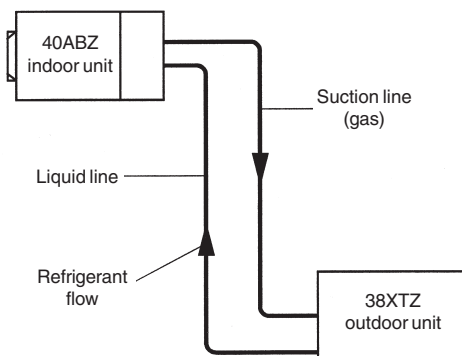 40ABZ
indoor unit
Suction line
(gas)
Liquid line
Refrigerant
flow
38XTZ
outdoor unit